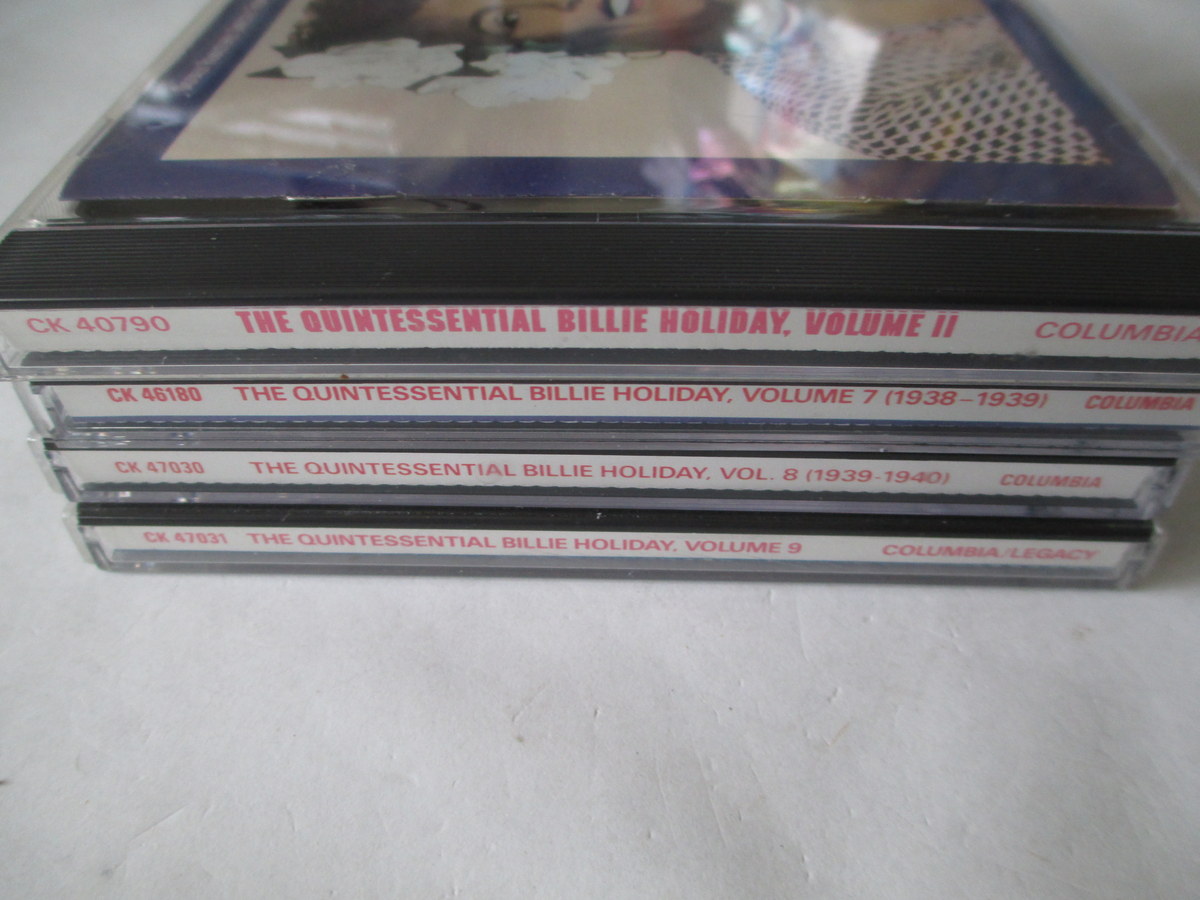 CK 40790 THE QUINTESSENTIAL BILLIE HOLIDAY, VOLUME II COLUMBIA
CK 46180 THE QUINTESSENTIAL BILLIE HOLIDAY, VOLUME 7 (1938–1939) COLUMBIA
CK 47030 THE QUINTESSENTIAL BILLIE HOLIDAY, VOL. 8 (1939-1940) COLUMBIA
CK 47031 THE QUINTESSENTIAL BILLIE HOLIDAY, VOLUME 9 COLUMBIA/LEGACY